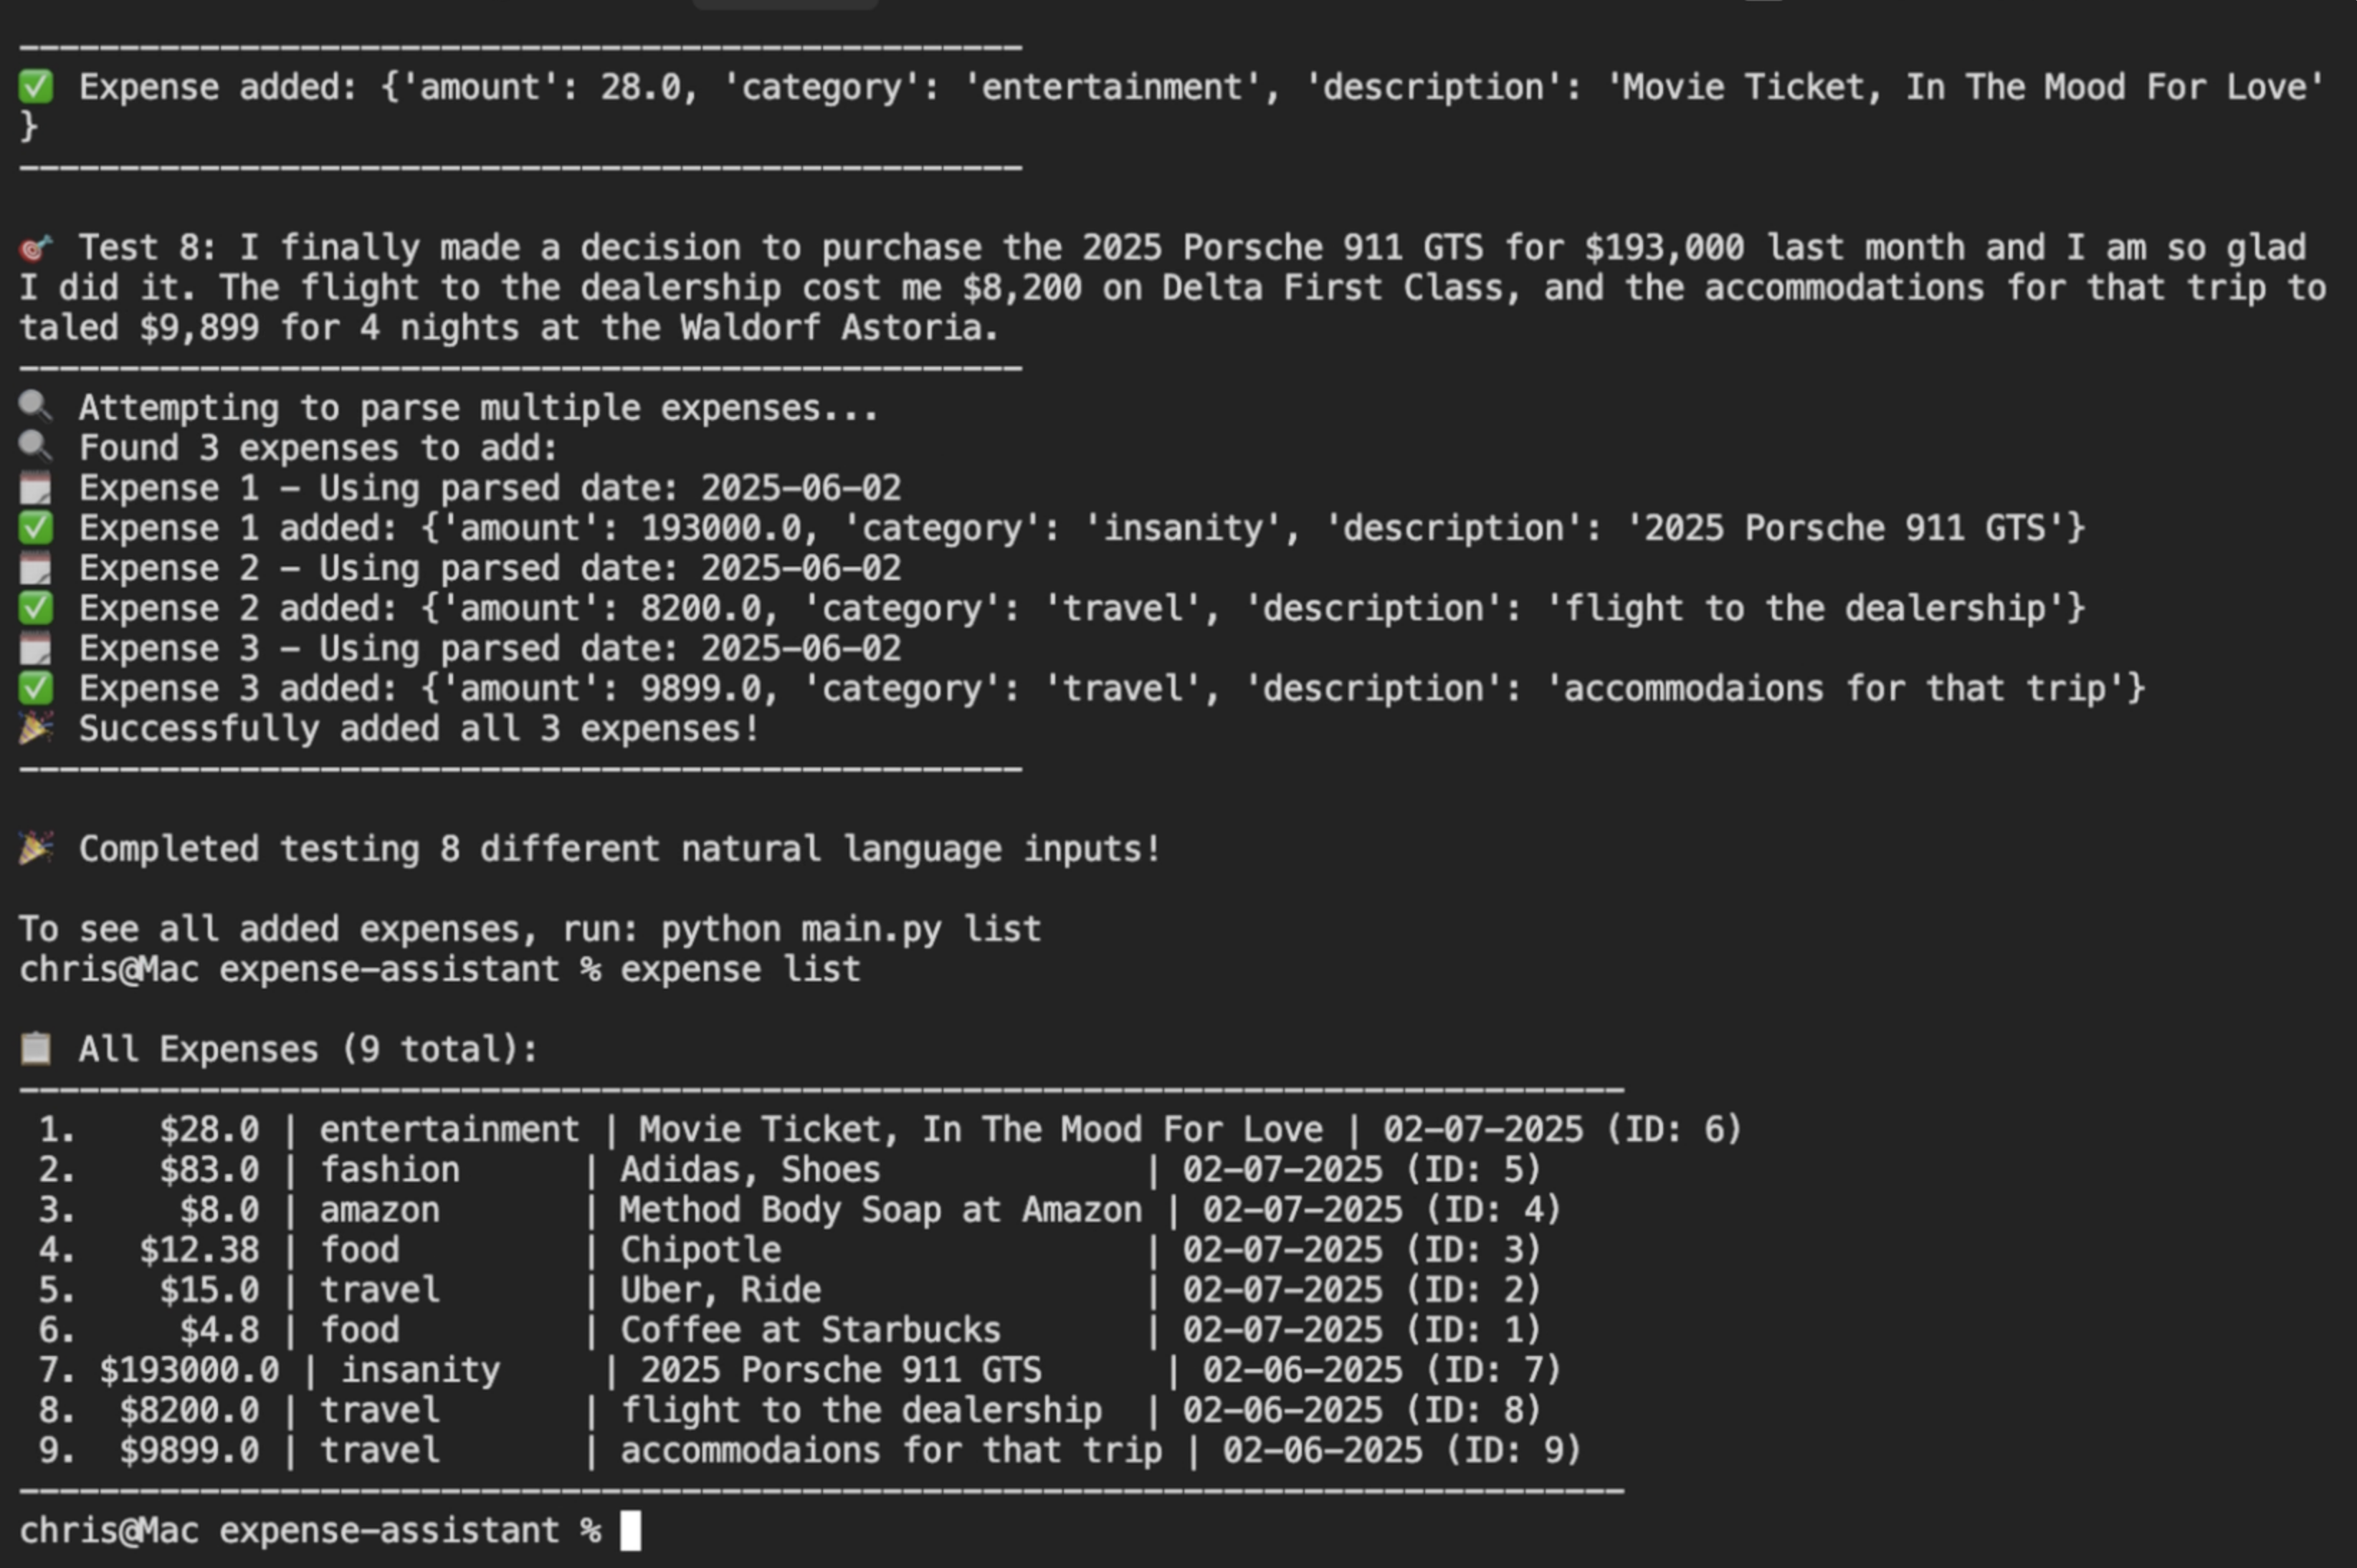 --------------------------------------------------
✅ Expense added: {'amount': 28.0, 'category': 'entertainment', 'description': 'Movie Ticket, In The Mood For Love'
}
--------------------------------------------------

🎯 Test 8: I finally made a decision to purchase the 2025 Porsche 911 GTS for $193,000 last month and I am so glad
I did it. The flight to the dealership cost me $8,200 on Delta First Class, and the accommodations for that trip to
taled $9,899 for 4 nights at the Waldorf Astoria.
--------------------------------------------------
🔍 Attempting to parse multiple expenses...
🔍 Found 3 expenses to add:
🗓 Expense 1 - Using parsed date: 2025-06-02
✅ Expense 1 added: {'amount': 193000.0, 'category': 'insanity', 'description': '2025 Porsche 911 GTS'}
🗓 Expense 2 - Using parsed date: 2025-06-02
✅ Expense 2 added: {'amount': 8200.0, 'category': 'travel', 'description': 'flight to the dealership'}
🗓 Expense 3 - Using parsed date: 2025-06-02
✅ Expense 3 added: {'amount': 9899.0, 'category': 'travel', 'description': 'accommodaions for that trip'}
🎉 Successfully added all 3 expenses!
--------------------------------------------------

🎉 Completed testing 8 different natural language inputs!

To see all added expenses, run: python main.py list
chris@Mac expense-assistant % expense list

📋 All Expenses (9 total):
--------------------------------------------------------------------------------
 1.    $28.0 | entertainment | Movie Ticket, In The Mood For Love | 02-07-2025 (ID: 6)
 2.    $83.0 | fashion      | Adidas, Shoes             | 02-07-2025 (ID: 5)
 3.     $8.0 | amazon       | Method Body Soap at Amazon | 02-07-2025 (ID: 4)
 4.   $12.38 | food         | Chipotle                  | 02-07-2025 (ID: 3)
 5.    $15.0 | travel       | Uber, Ride                | 02-07-2025 (ID: 2)
 6.     $4.8 | food         | Coffee at Starbucks       | 02-07-2025 (ID: 1)
 7. $193000.0 | insanity     | 2025 Porsche 911 GTS      | 02-06-2025 (ID: 7)
 8.  $8200.0 | travel       | flight to the dealership  | 02-06-2025 (ID: 8)
 9.  $9899.0 | travel       | accommodaions for that trip | 02-06-2025 (ID: 9)
--------------------------------------------------------------------------------
chris@Mac expense-assistant %